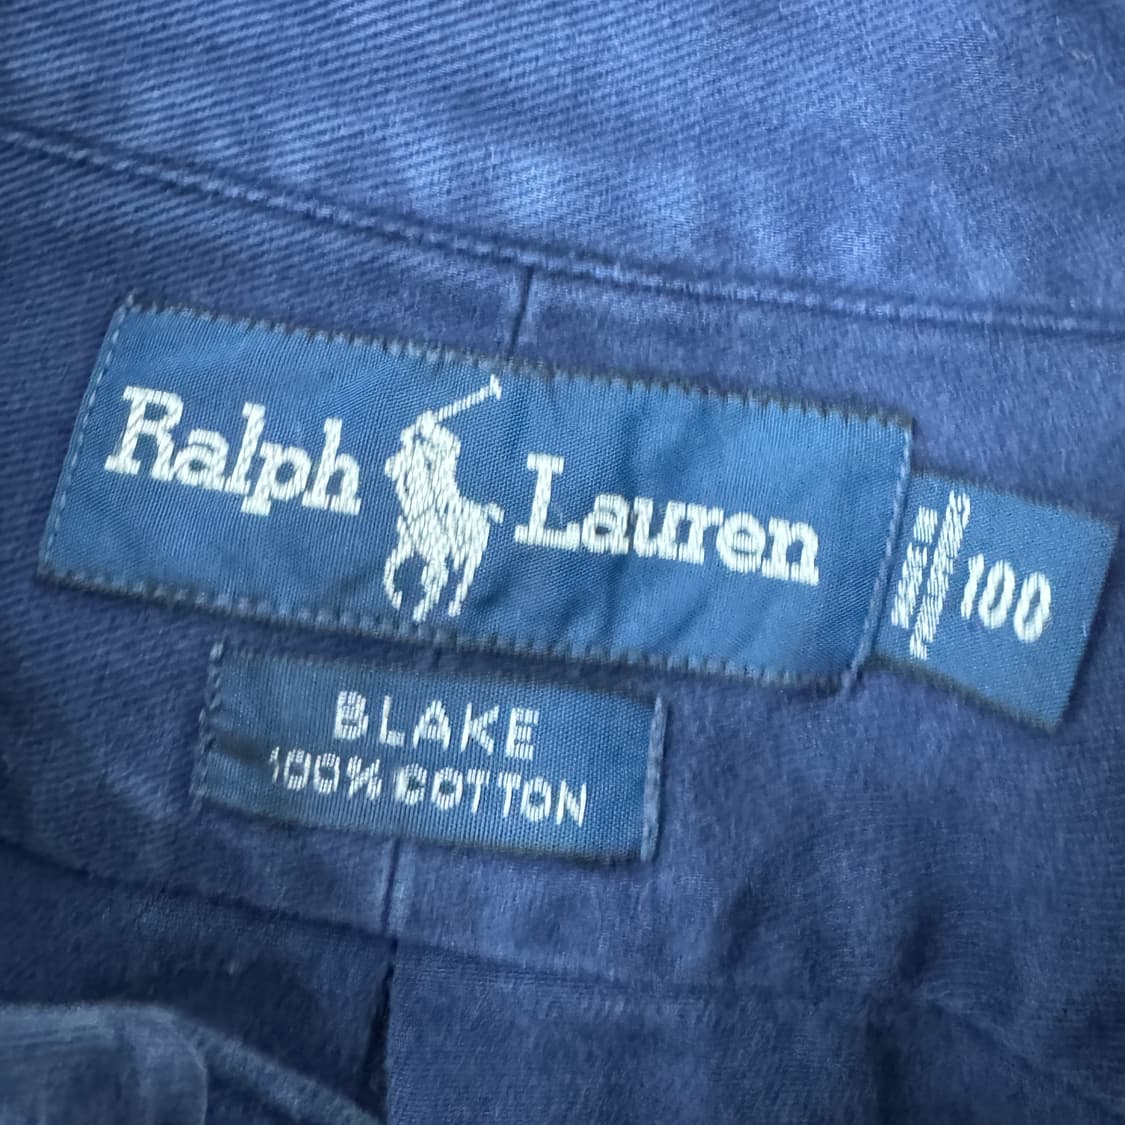 Ralph Lauren
100
BLAKE
100% COTTON